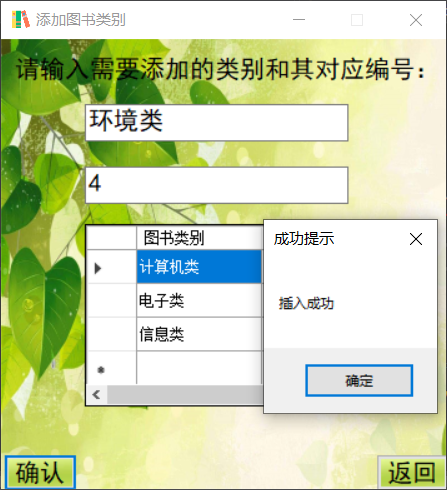 添加图书类别
请输入需要添加的类别和其对应编号：
环境类
4
图书类别
计算机类
电子类
信息类
成功提示
插入成功
确定
确认
返回